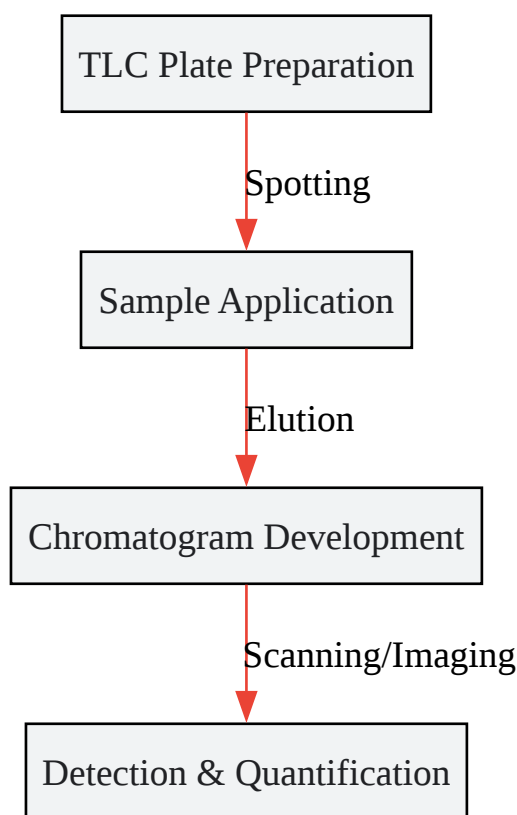 TLC Plate Preparation
Spotting
Sample Application
Elution
Chromatogram Development
Scanning/Imaging
Detection & Quantification